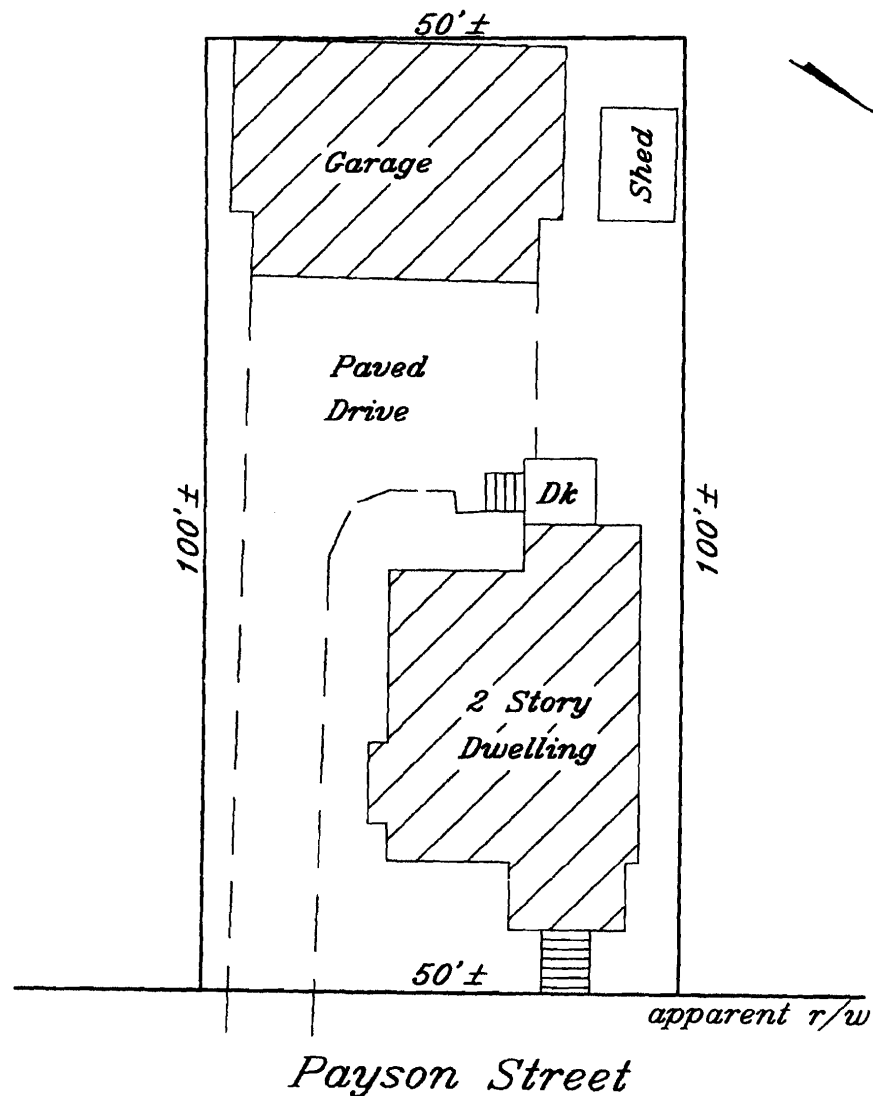 50'±
Garage
Shed
Paved
Drive
Dk
100'±
100'±
2 Story
Dwelling
50'±
apparent r/w
Payson Street